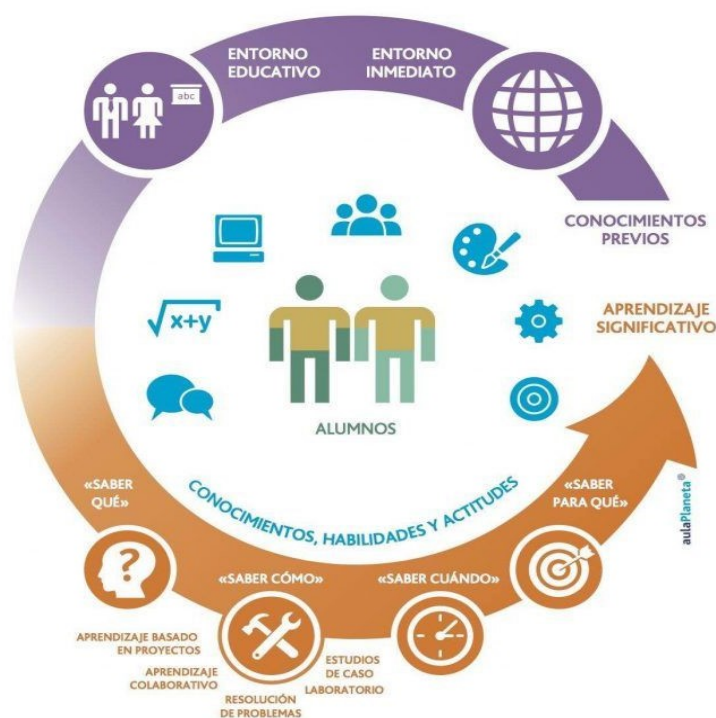 ENTORNO
EDUCATIVO
ENTORNO
INMEDIATO
abc
CONOCIMIENTOS
PREVIOS
APRENDIZAJE
SIGNIFICATIVO
√x+y
ALUMNOS
CONOCIMIENTOS, HABILIDADES Y ACTITUDES
«SABER
QUÉ»
«SABER CÓMO»
«SABER CUÁNDO»
«SABER
PARA QUÉ»
?
APRENDIZAJE BASADO
EN PROYECTOS
APRENDIZAJE
COLABORATIVO
RESOLUCIÓN
DE PROBLEMAS
ESTUDIOS
DE CASO
LABORATORIO
aulaPlaneta